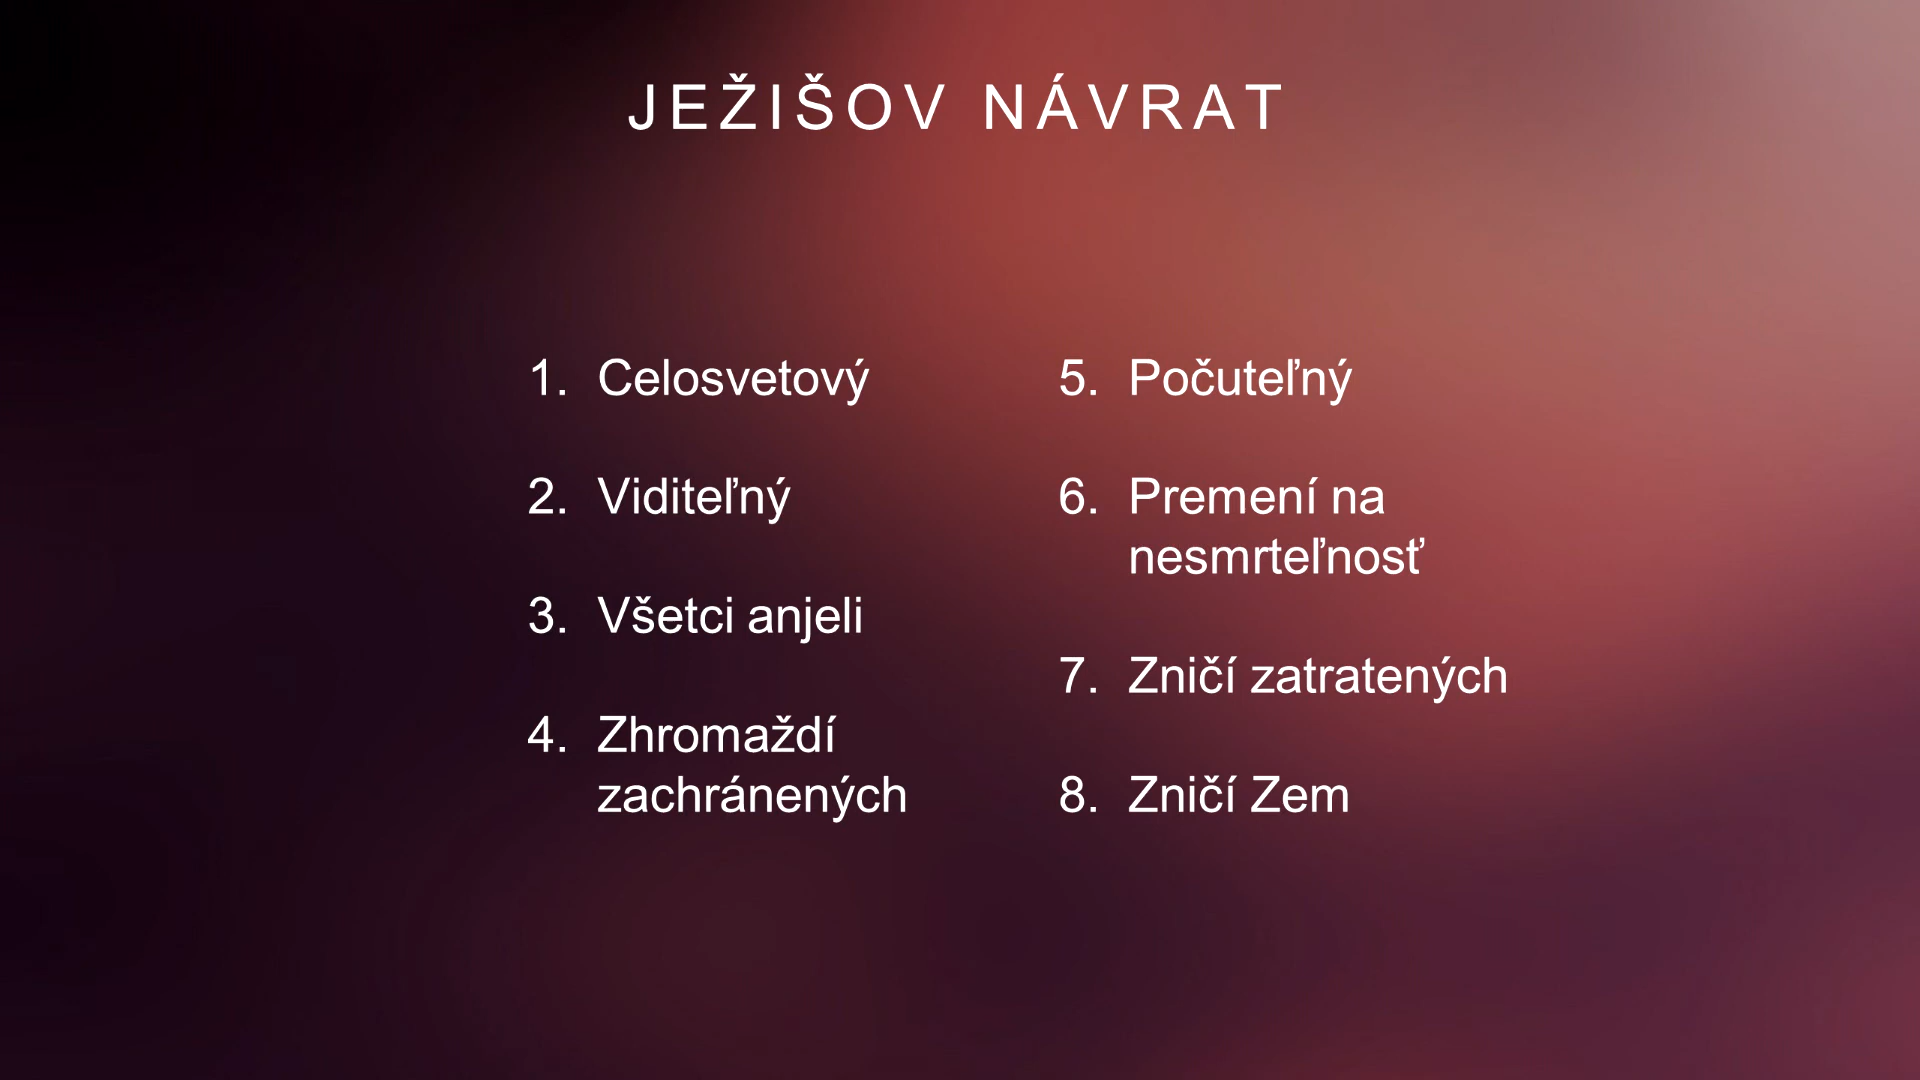 JEŽIŠOV NÁVRAT
1. Celosvetový
2. Viditeľný
3. Všetci anjeli
4. Zhromaždí
zachránených
5. Počuteľný
6. Premení na
nesmrteľnosť
7. Zničí zatratených
8. Zničí Zem